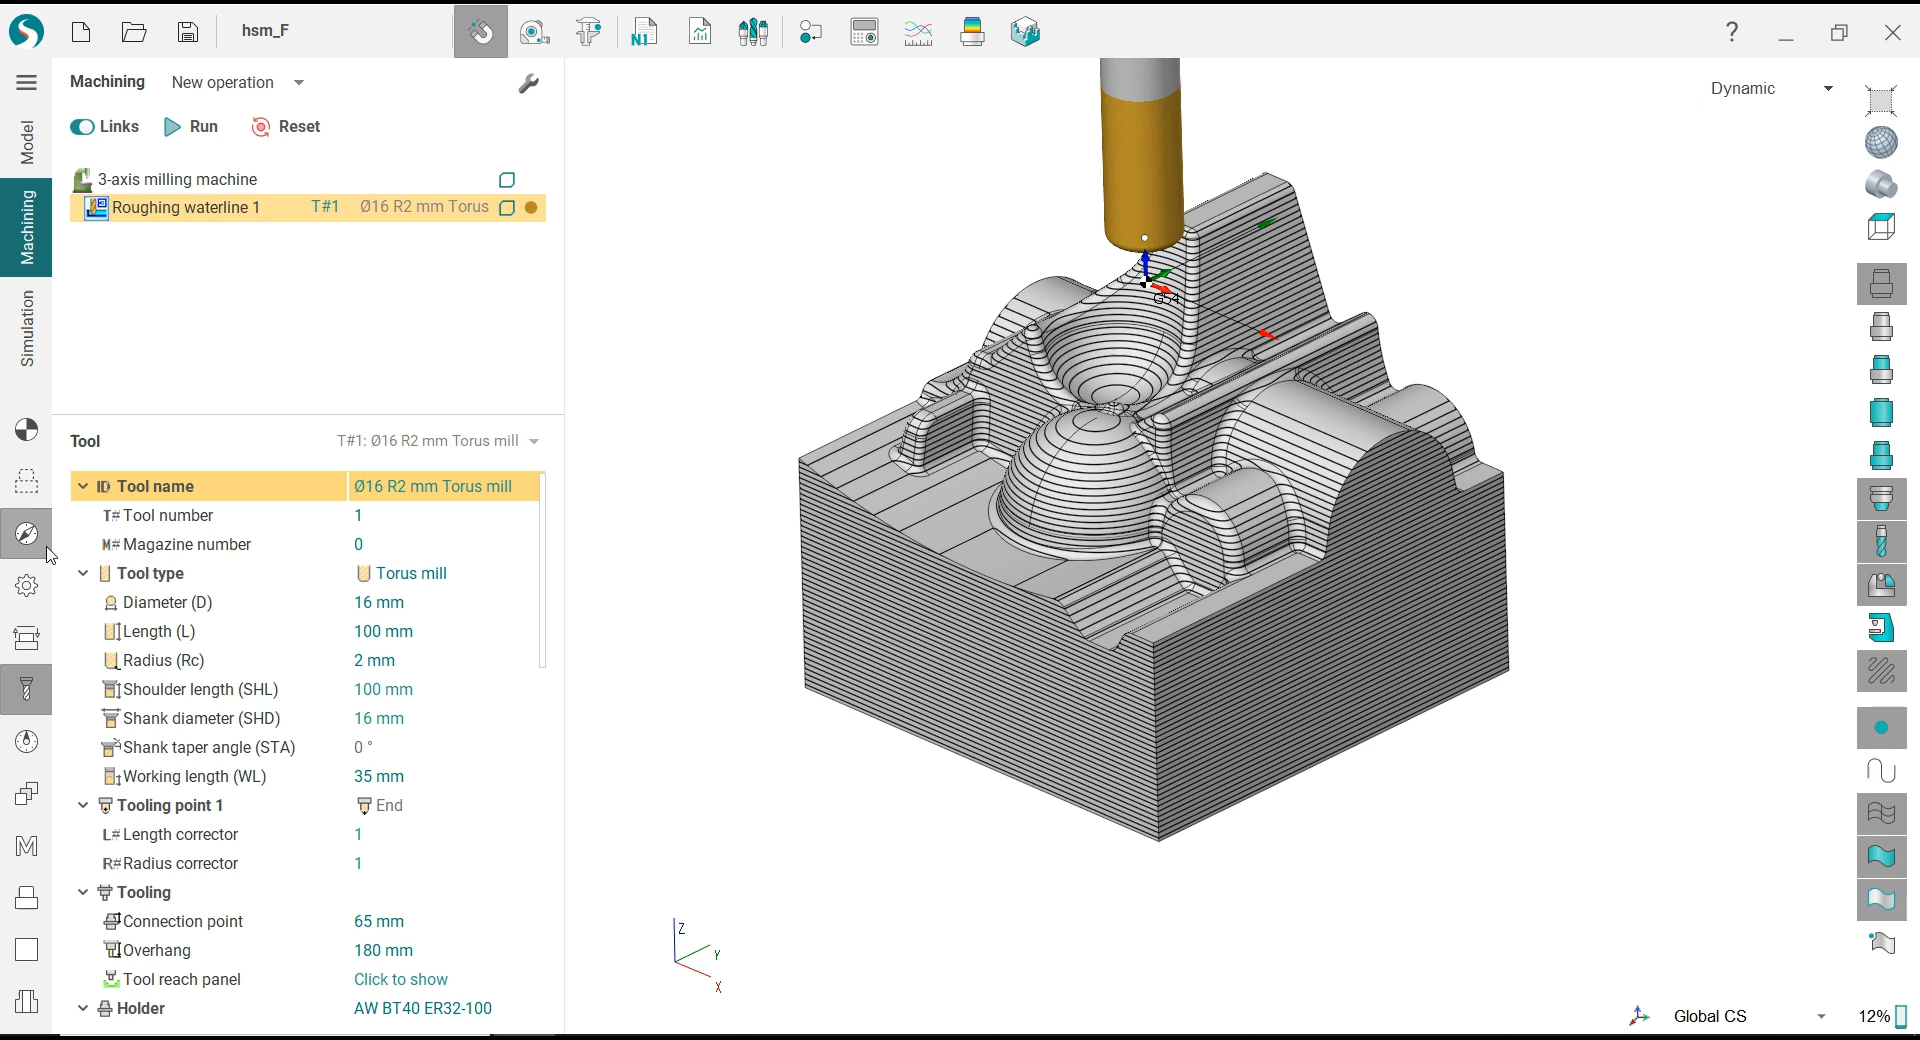 hsm_F
N1
?
Machining New operation
Links Run Reset
3-axis milling machine
Roughing waterline 1 T#1 Ø16 R2 mm Torus
Model
Machining
Simulation
Tool T#1: Ø16 R2 mm Torus mill
ID Tool name Ø16 R2 mm Torus mill
T# Tool number 1
M# Magazine number 0
Tool type Torus mill
Diameter (D) 16 mm
Length (L) 100 mm
Radius (Rc) 2 mm
Shoulder length (SHL) 100 mm
Shank diameter (SHD) 16 mm
Shank taper angle (STA) 0 °
Working length (WL) 35 mm
Tooling point 1 End
L# Length corrector 1
R# Radius corrector 1
Tooling
Connection point 65 mm
Overhang 180 mm
Tool reach panel Click to show
Holder AW BT40 ER32-100
Dynamic
G54
Z
Y
X
Global CS 12%